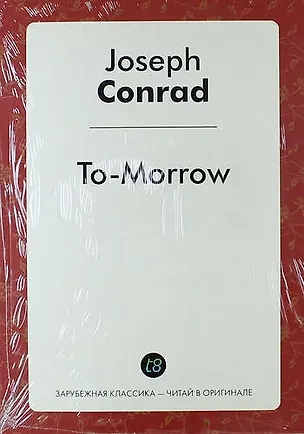 Joseph
Conrad
To-Morrow
t8
ЗАРУБЕЖНАЯ КЛАССИКА — ЧИТАЙ В ОРИГИНАЛЕ